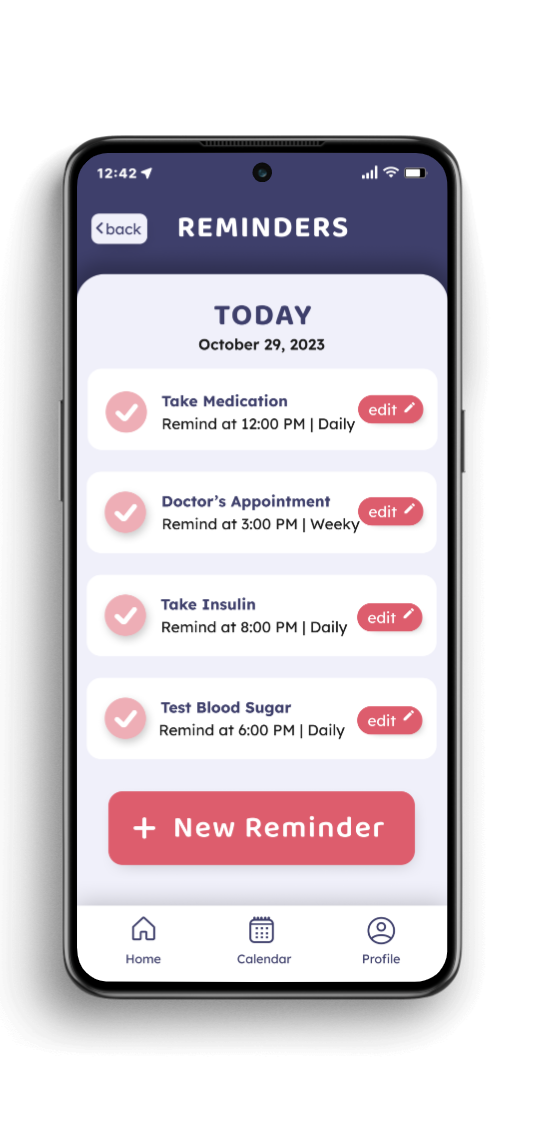 12:42
back
REMINDERS
TODAY
October 29, 2023
Take Medication
Remind at 12:00 PM | Daily
edit
Doctor’s Appointment
Remind at 3:00 PM | Weeky
edit
Take Insulin
Remind at 8:00 PM | Daily
edit
Test Blood Sugar
Remind at 6:00 PM | Daily
edit
+ New Reminder
Home
Calendar
Profile